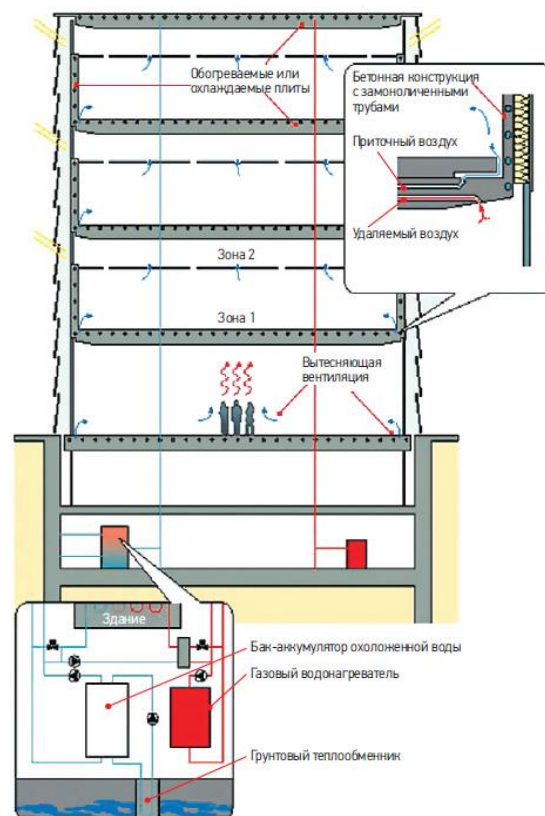 Обогреваемые или
охлаждаемые плиты
Бетонная конструкция
с замоноличенными
трубами
Приточный воздух
Удаляемый воздух
Зона 2
Зона 1
Вытесняющая
вентиляция
Здание
Бак-аккумулятор охоложенной воды
Газовый водонагреватель
Грунтовый теплообменник